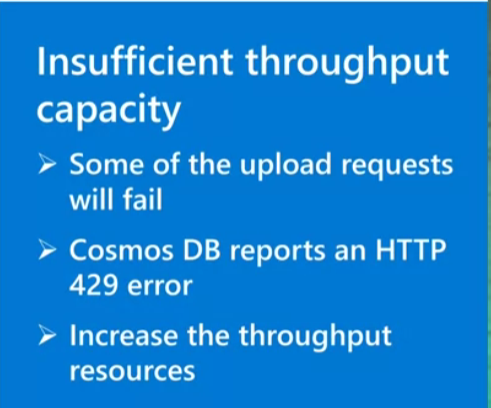 Insufficient throughput
capacity
➢ Some of the upload requests
will fail
➢ Cosmos DB reports an HTTP
429 error
➢ Increase the throughput
resources